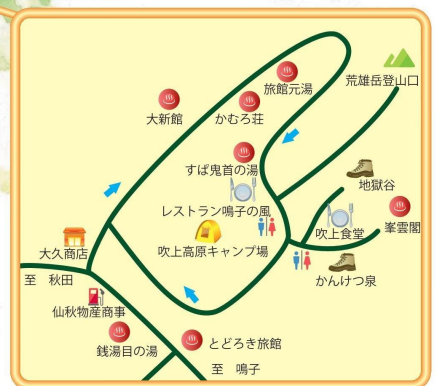 荒雄岳登山口
旅館元湯
大新館
かむろ荘
すぱ鬼首の湯
地獄谷
レストラン鳴子の風
吹上食堂
峯雲閣
大久商店
吹上高原キャンプ場
至 秋田
かんけつ泉
仙秋物産商事
銭湯目の湯
とどろき旅館
至 鳴子